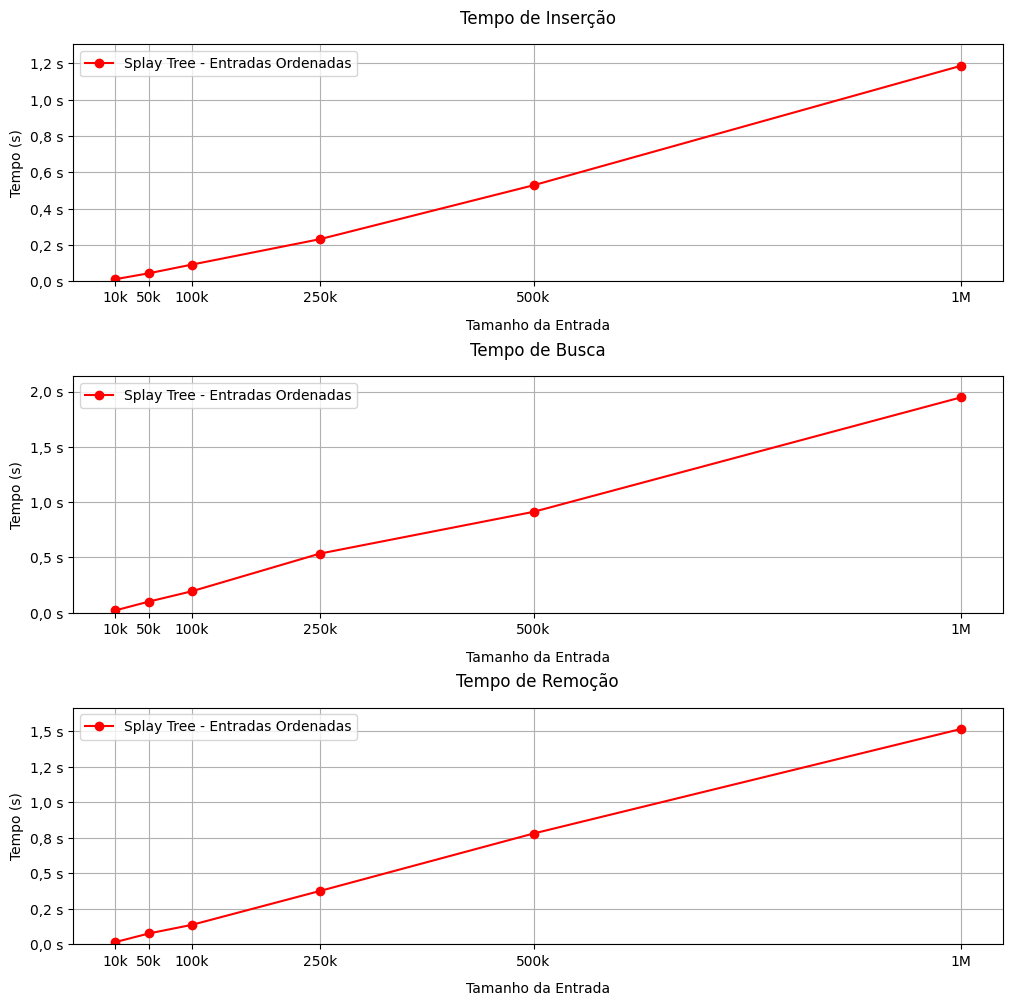 Tempo de Inserção
Splay Tree - Entradas Ordenadas
Tempo (s)
1,2 s
1,0 s
0,8 s
0,6 s
0,4 s
0,2 s
0,0 s
10k 50k 100k 250k 500k 1M
Tamanho da Entrada
Tempo de Busca
Splay Tree - Entradas Ordenadas
Tempo (s)
2,0 s
1,5 s
1,0 s
0,5 s
0,0 s
10k 50k 100k 250k 500k 1M
Tamanho da Entrada
Tempo de Remoção
Splay Tree - Entradas Ordenadas
Tempo (s)
1,5 s
1,2 s
1,0 s
0,8 s
0,5 s
0,2 s
0,0 s
10k 50k 100k 250k 500k 1M
Tamanho da Entrada